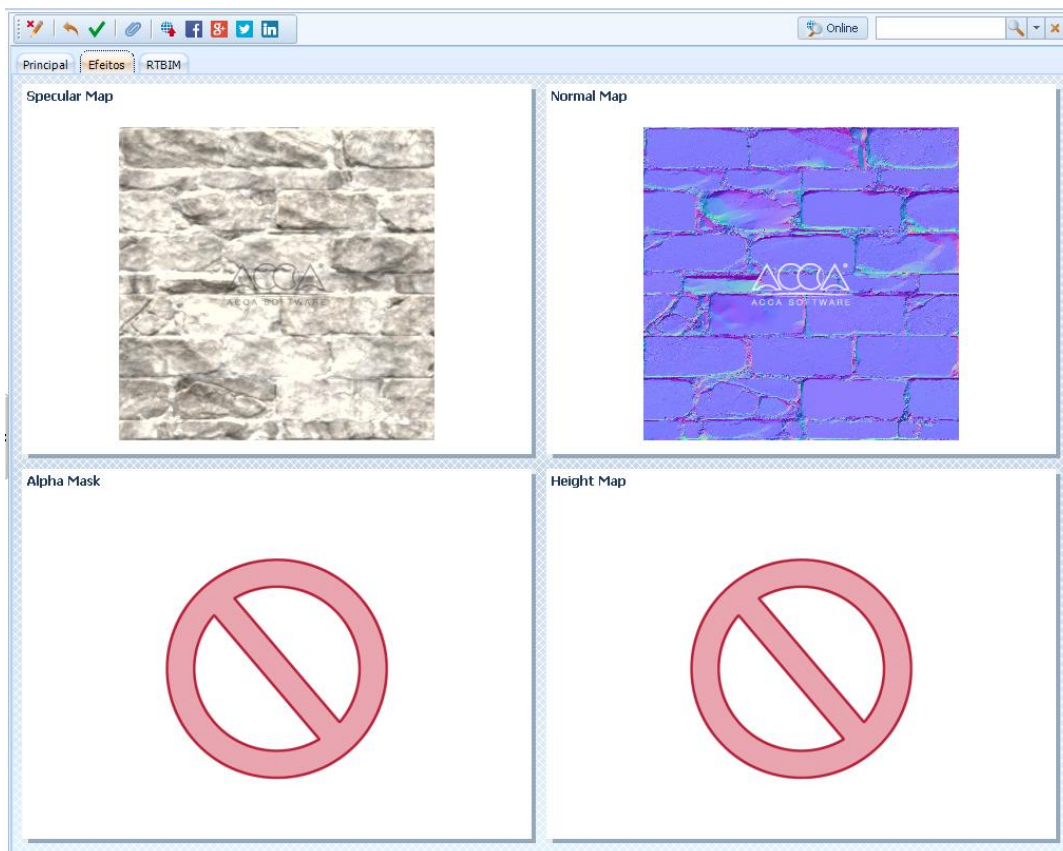 Online
Principal Efeitos RTBIM
Specular Map
Normal Map
ACCA
ACCA SOFTWARE
ACCA
ACCA SOFTWARE
Alpha Mask
Height Map